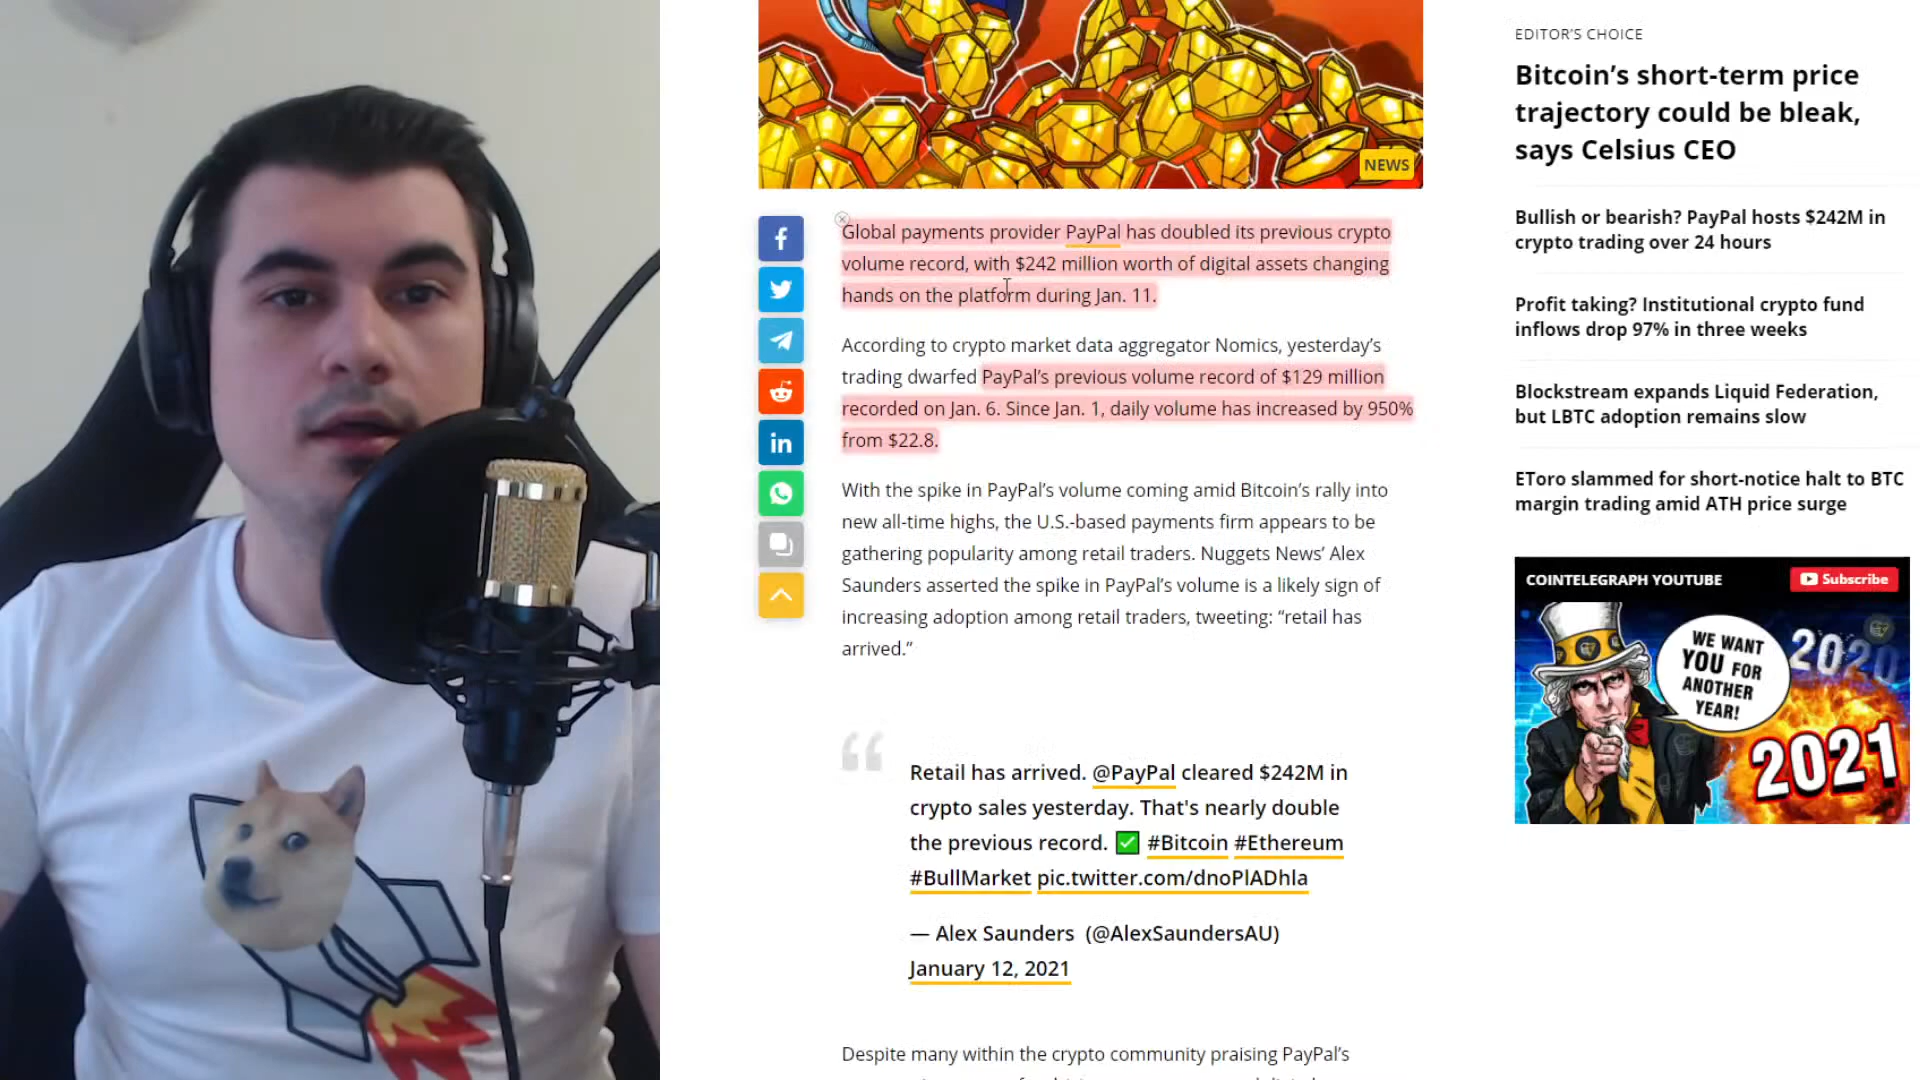 NEWS
Global payments provider PayPal has doubled its previous crypto
volume record, with $242 million worth of digital assets changing
hands on the platform during Jan. 11.
According to crypto market data aggregator Nomics, yesterday’s
trading dwarfed PayPal’s previous volume record of $129 million
recorded on Jan. 6. Since Jan. 1, daily volume has increased by 950%
from $22.8.
With the spike in PayPal’s volume coming amid Bitcoin’s rally into
new all-time highs, the U.S.-based payments firm appears to be
gathering popularity among retail traders. Nuggets News’ Alex
Saunders asserted the spike in PayPal’s volume is a likely sign of
increasing adoption among retail traders, tweeting: “retail has
arrived.”
Retail has arrived. @PayPal cleared $242M in
crypto sales yesterday. That's nearly double
the previous record. ✅ #Bitcoin #Ethereum
#BullMarket pic.twitter.com/dnoPlADhla
— Alex Saunders (@AlexSaundersAU)
January 12, 2021
Despite many within the crypto community praising PayPal’s
EDITOR’S CHOICE
Bitcoin’s short-term price
trajectory could be bleak,
says Celsius CEO
Bullish or bearish? PayPal hosts $242M in
crypto trading over 24 hours
Profit taking? Institutional crypto fund
inflows drop 97% in three weeks
Blockstream expands Liquid Federation,
but LBTC adoption remains slow
EToro slammed for short-notice halt to BTC
margin trading amid ATH price surge
COINTELEGRAPH YOUTUBE
Subscribe
WE WANT
YOU FOR
ANOTHER
YEAR!
2020
2021